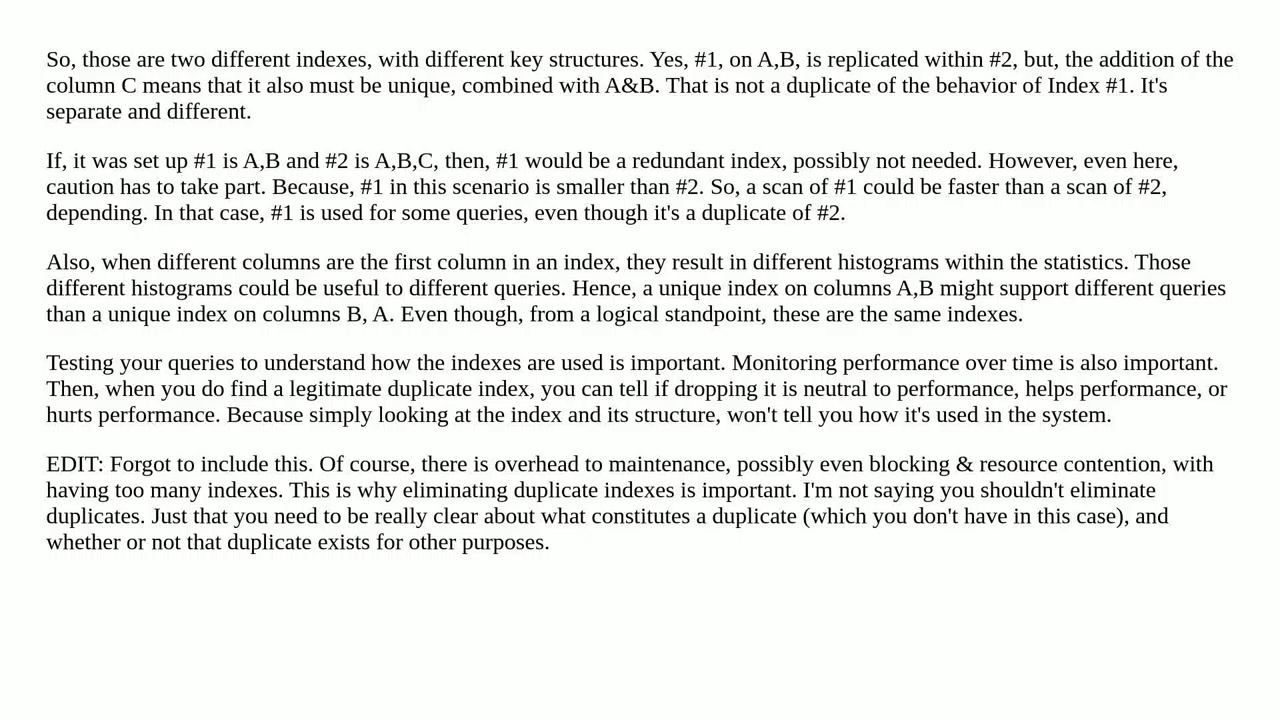 So, those are two different indexes, with different key structures. Yes, #1, on A,B, is replicated within #2, but, the addition of the
column C means that it also must be unique, combined with A&B. That is not a duplicate of the behavior of Index #1. It's
separate and different.
If, it was set up #1 is A,B and #2 is A,B,C, then, #1 would be a redundant index, possibly not needed. However, even here,
caution has to take part. Because, #1 in this scenario is smaller than #2. So, a scan of #1 could be faster than a scan of #2,
depending. In that case, #1 is used for some queries, even though it's a duplicate of #2.
Also, when different columns are the first column in an index, they result in different histograms within the statistics. Those
different histograms could be useful to different queries. Hence, a unique index on columns A,B might support different queries
than a unique index on columns B, A. Even though, from a logical standpoint, these are the same indexes.
Testing your queries to understand how the indexes are used is important. Monitoring performance over time is also important.
Then, when you do find a legitimate duplicate index, you can tell if dropping it is neutral to performance, helps performance, or
hurts performance. Because simply looking at the index and its structure, won't tell you how it's used in the system.
EDIT: Forgot to include this. Of course, there is overhead to maintenance, possibly even blocking & resource contention, with
having too many indexes. This is why eliminating duplicate indexes is important. I'm not saying you shouldn't eliminate
duplicates. Just that you need to be really clear about what constitutes a duplicate (which you don't have in this case), and
whether or not that duplicate exists for other purposes.